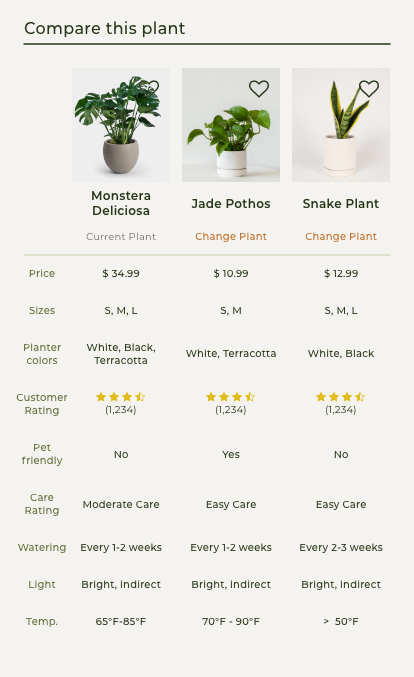 Compare this plant
Monstera
Deliciosa
Jade Pothos
Snake Plant
Current Plant
Change Plant
Change Plant
Price
$ 34.99
$ 10.99
$ 12.99
Sizes
S, M, L
S, M
S, M, L
Planter
colors
White, Black,
Terracotta
White, Terracotta
White, Black
Customer
Rating
(1,234)
(1,234)
(1,234)
Pet
friendly
No
Yes
No
Care
Rating
Moderate Care
Easy Care
Easy Care
Watering
Every 1-2 weeks
Every 1-2 weeks
Every 2-3 weeks
Light
Bright, indirect
Bright, indirect
Bright, indirect
Temp.
65°F-85°F
70°F - 90°F
> 50°F